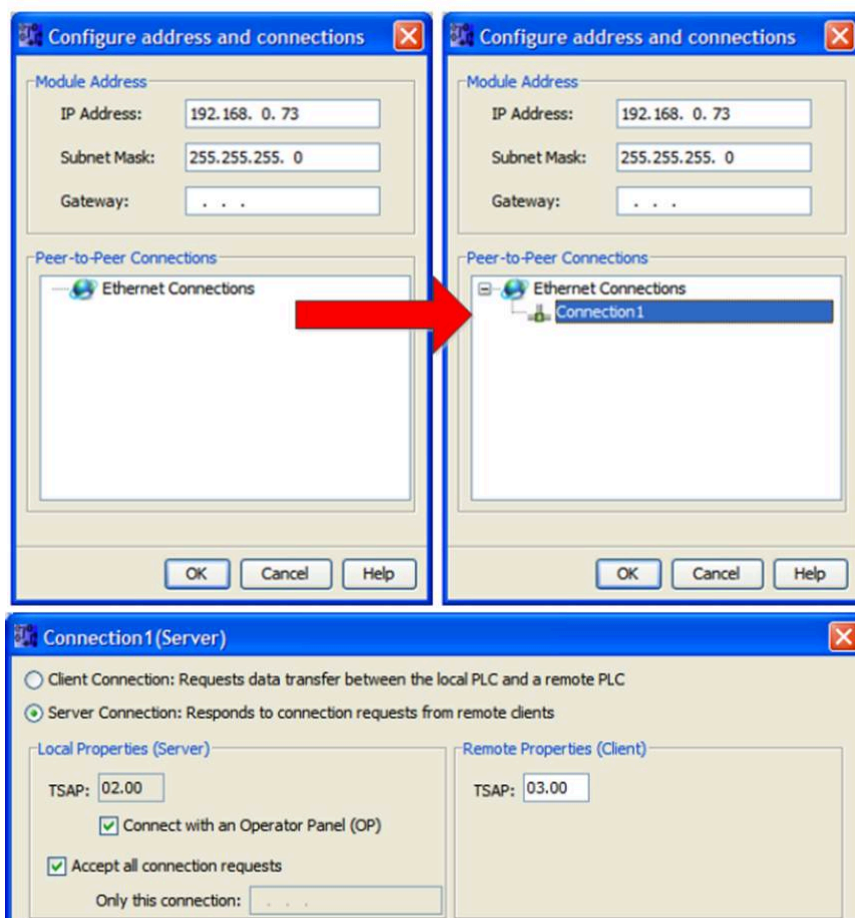 Configure address and connections
Module Address
IP Address: 192.168. 0. 73
Subnet Mask: 255.255.255. 0
Gateway: . . .
Peer-to-Peer Connections
Ethernet Connections
OK Cancel Help
Configure address and connections
Module Address
IP Address: 192.168. 0. 73
Subnet Mask: 255.255.255. 0
Gateway: . . .
Peer-to-Peer Connections
Ethernet Connections
Connection1
OK Cancel Help
Connection1(Server)
Client Connection: Requests data transfer between the local PLC and a remote PLC
Server Connection: Responds to connection requests from remote clients
Local Properties (Server)
TSAP: 02.00
Connect with an Operator Panel (OP)
Accept all connection requests
Only this connection: . . .
Remote Properties (Client)
TSAP: 03.00